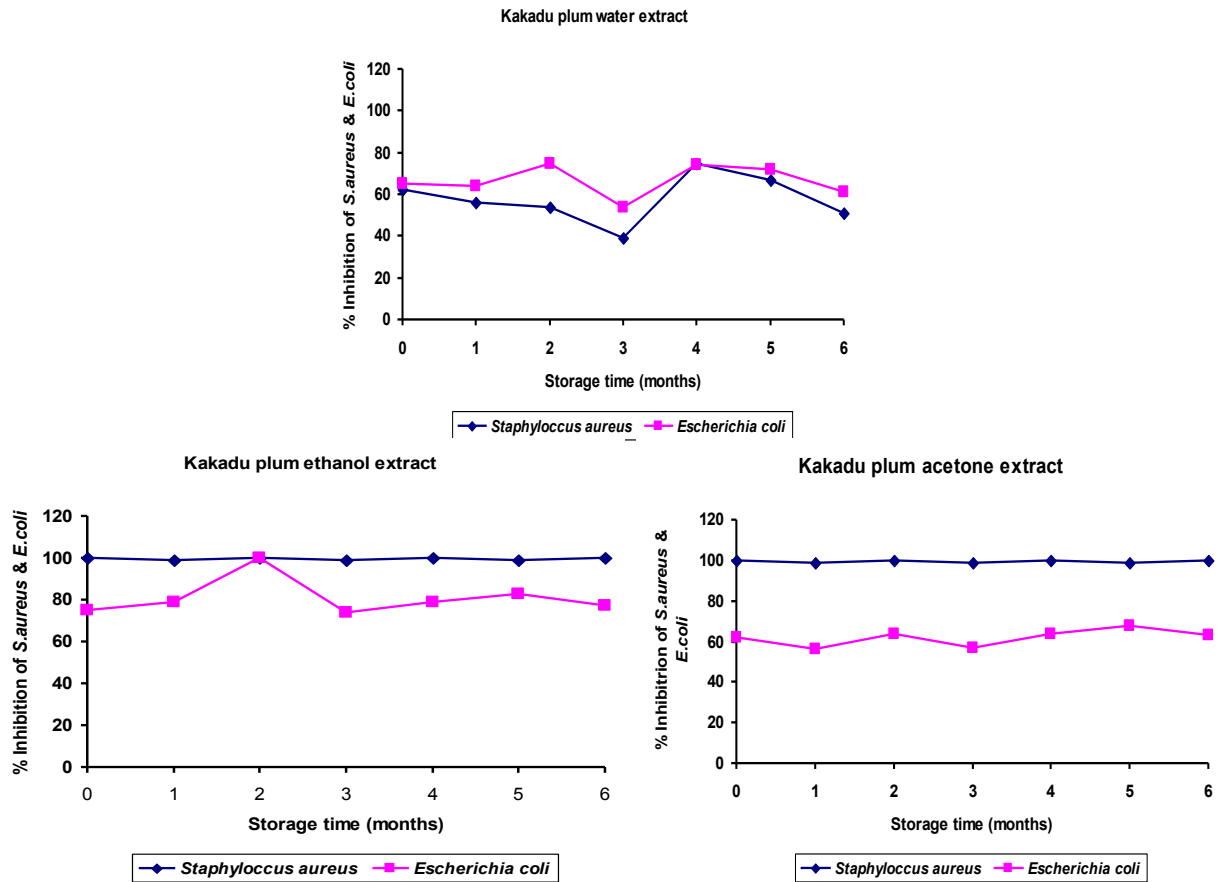 Kakadu plum water extract
% Inhibition of S.aureus & E.coli
120
100
80
60
40
20
0
0 1 2 3 4 5 6
Storage time (months)
Staphyloccus aureus Escherichia coli
Kakadu plum ethanol extract
% Inhibition of S.aureus & E.coli
120
100
80
60
40
20
0
0 1 2 3 4 5 6
Storage time (months)
Staphyloccus aureus Escherichia coli
Kakadu plum acetone extract
% Inhibitrion of S.aureus &
E.coli
120
100
80
60
40
20
0
0 1 2 3 4 5 6
Storage time (months)
Staphyloccus aureus Escherichia coli